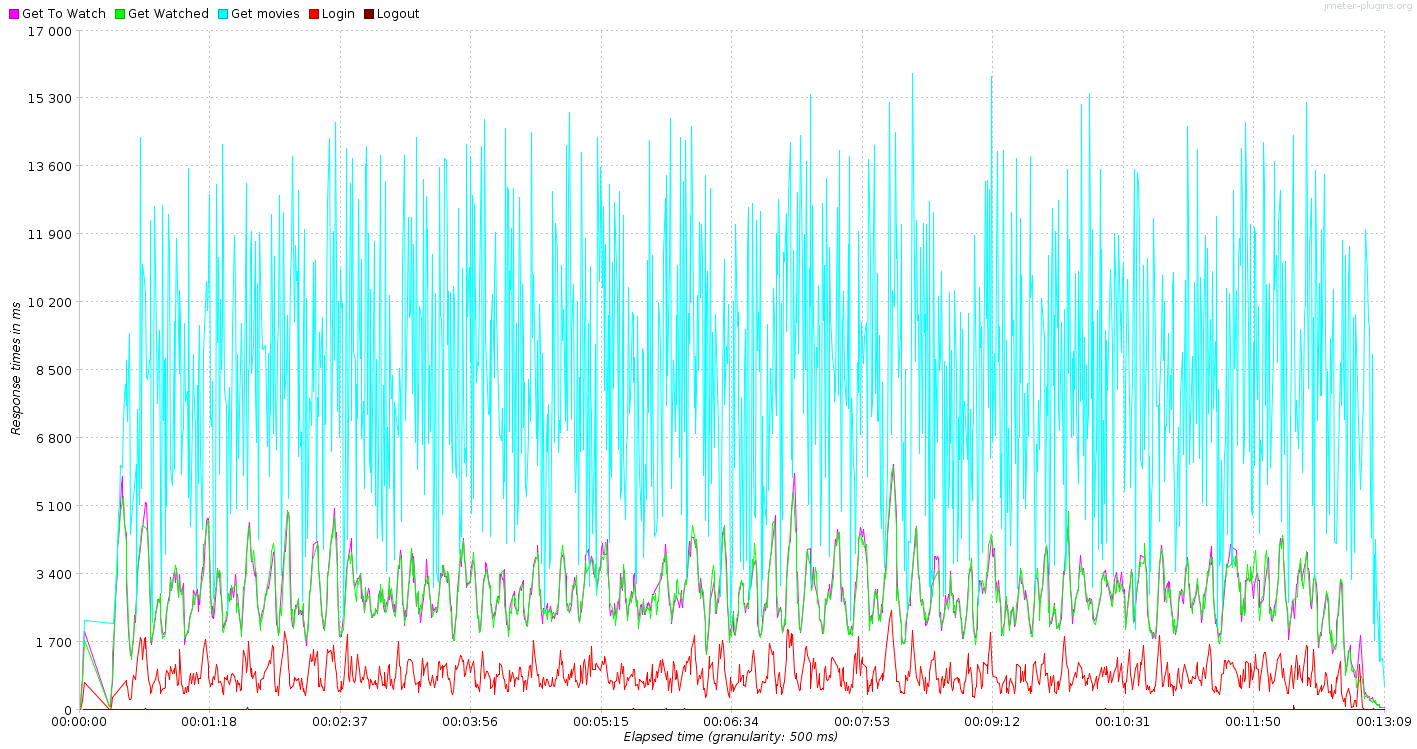 Get To Watch Get Watched Get movies Login Logout
jmeter-plugins.org
17 000
15 300
13 600
11 900
10 200
8 500
6 800
5 100
3 400
1 700
0
Response times in ms
00:00:00 00:01:18 00:02:37 00:03:56 00:05:15 00:06:34 00:07:53 00:09:12 00:10:31 00:11:50 00:13:09
Elapsed time (granularity: 500 ms)